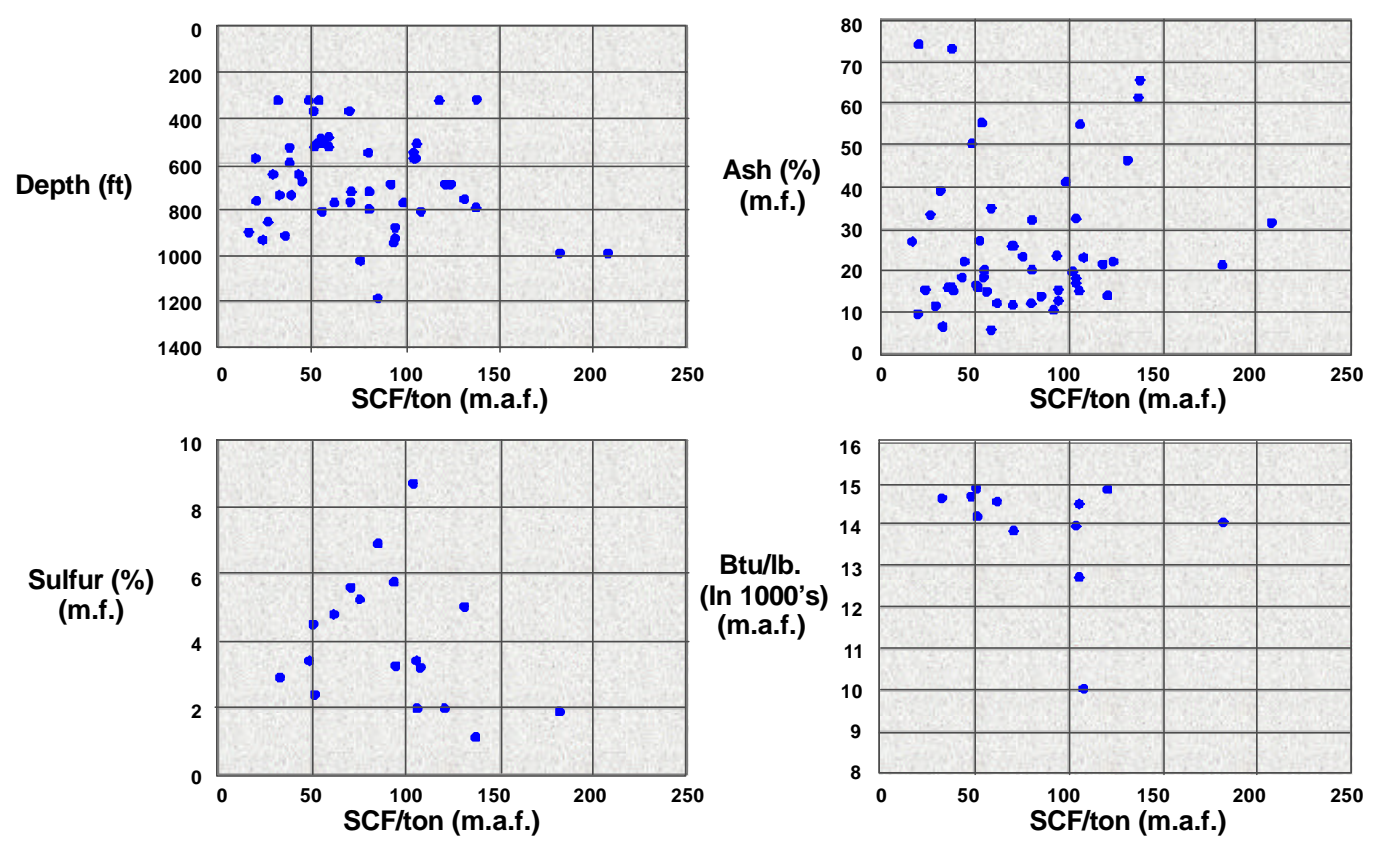 0
200
400
600
800
1000
1200
1400
Depth (ft)
0 50 100 150 200 250
SCF/ton (m.a.f.)
80
70
60
50
40
30
20
10
0
Ash (%)
(m.f.)
0 50 100 150 200 250
SCF/ton (m.a.f.)
10
8
6
4
2
0
Sulfur (%)
(m.f.)
0 50 100 150 200 250
SCF/ton (m.a.f.)
16
15
14
13
12
11
10
9
8
Btu/lb.
(In 1000's)
(m.a.f.)
0 50 100 150 200 250
SCF/ton (m.a.f.)